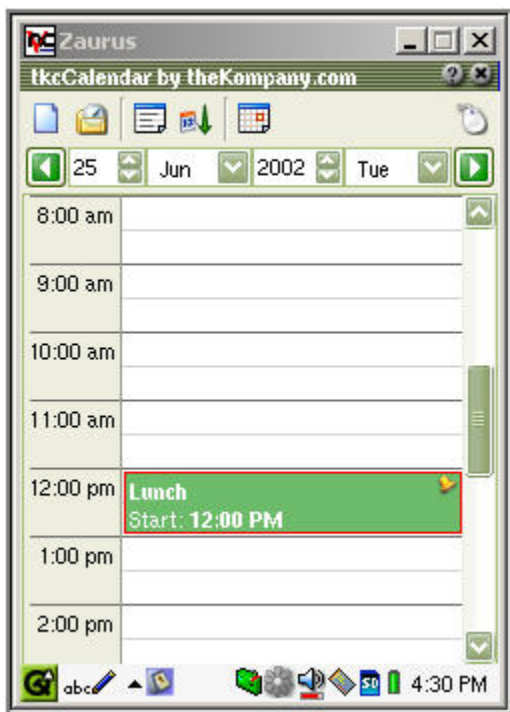 Zaurus
tkcCalendar by theKompany.com
25 Jun 2002 Tue
8:00 am
9:00 am
10:00 am
11:00 am
12:00 pm Lunch
Start: 12:00 PM
1:00 pm
2:00 pm
abc SD 4:30 PM